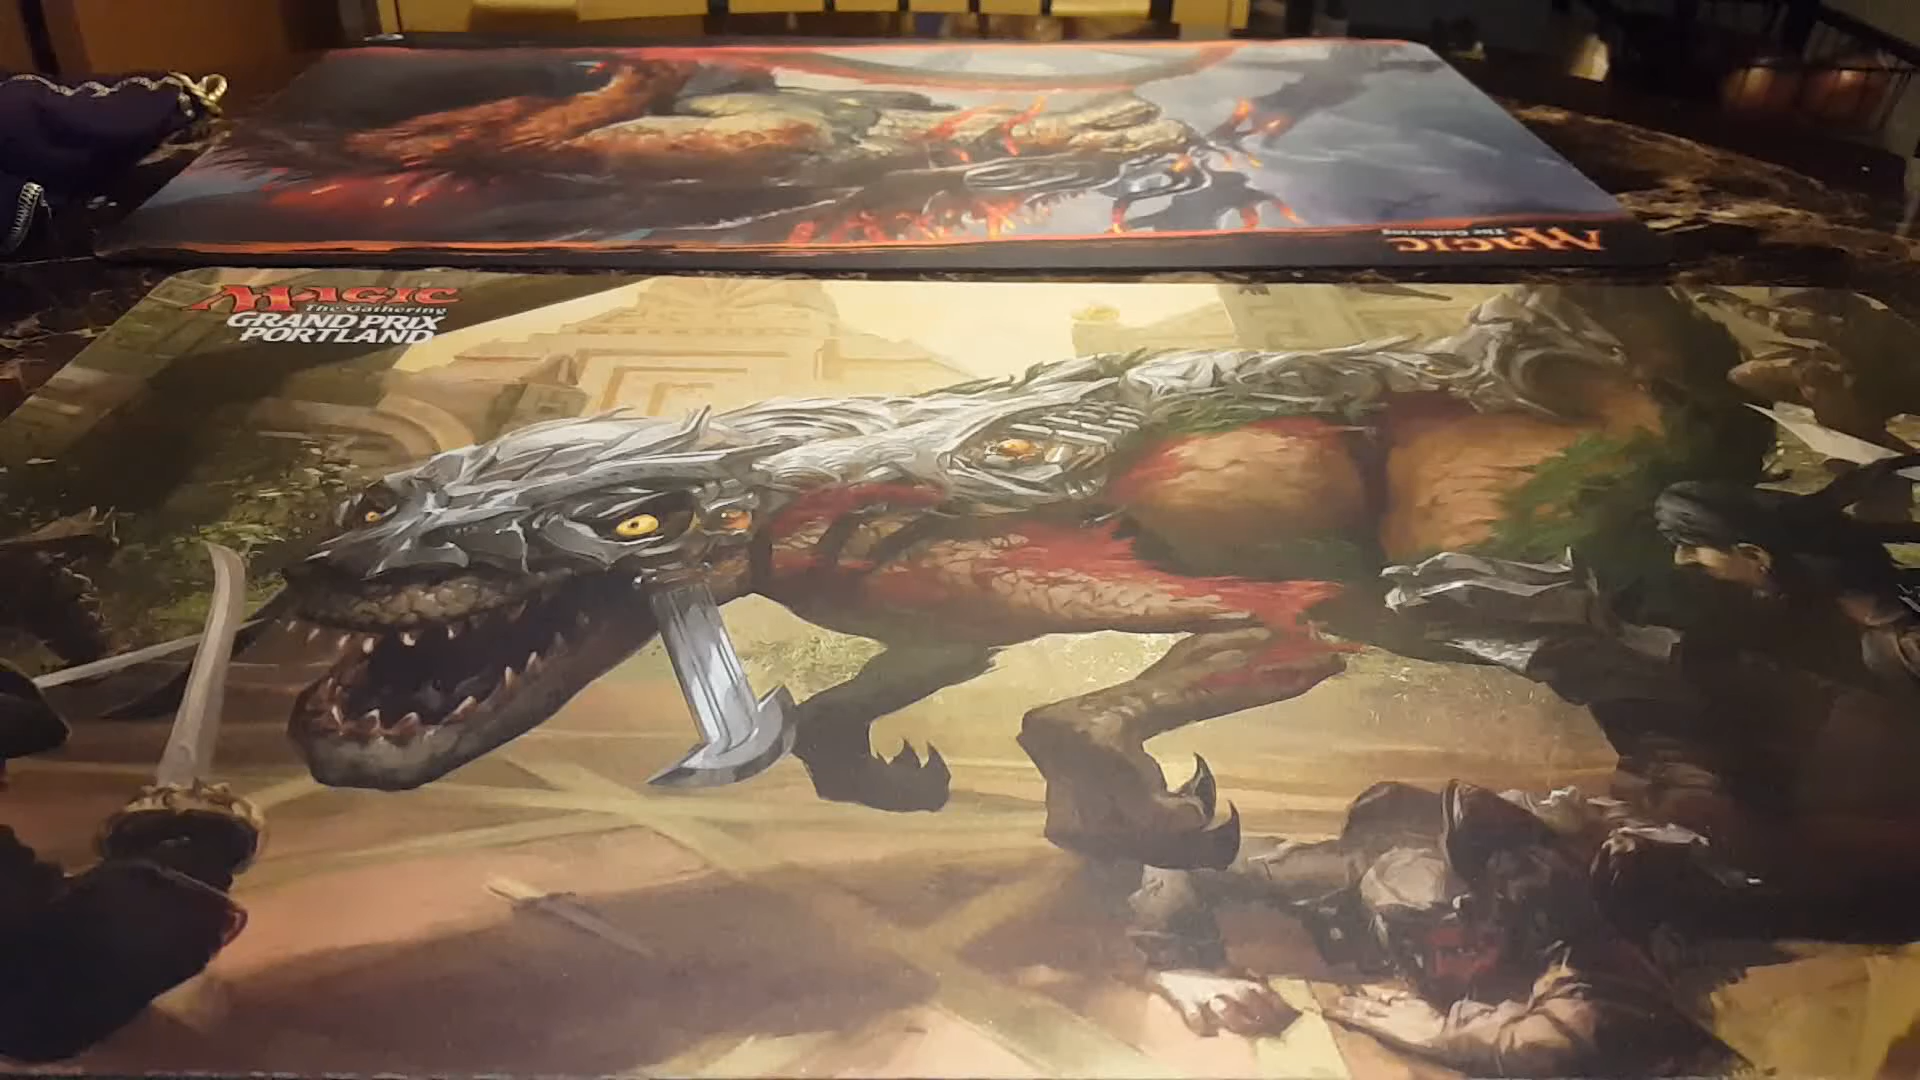 MAGIC
The Gathering
MAGIC
The Gathering
GRAND PRIX
PORTLAND